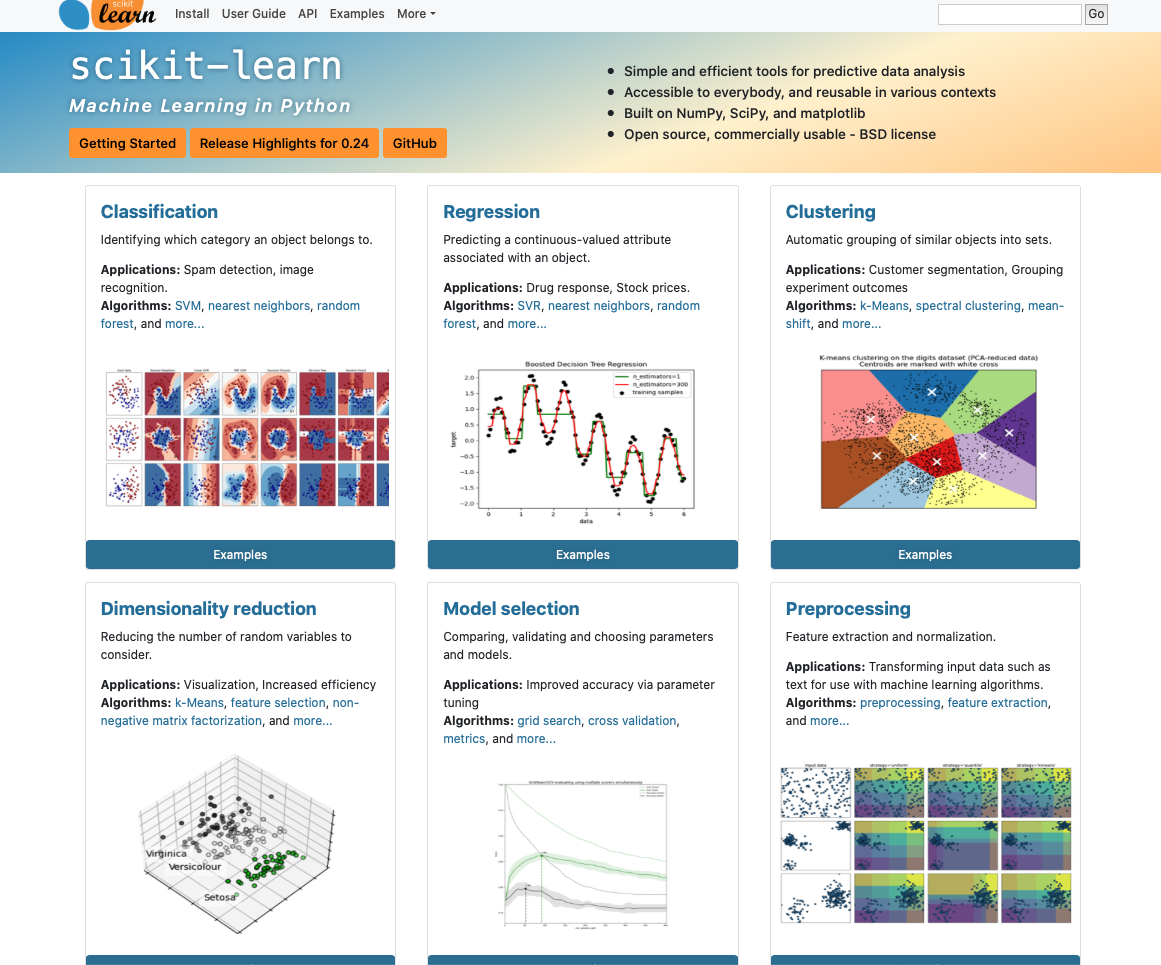 scikit
learn
Install User Guide API Examples More
Go
scikit-learn
Machine Learning in Python
Getting Started Release Highlights for 0.24 GitHub
Simple and efficient tools for predictive data analysis
Accessible to everybody, and reusable in various contexts
Built on NumPy, SciPy, and matplotlib
Open source, commercially usable - BSD license
Classification
Identifying which category an object belongs to.
Applications: Spam detection, image
recognition.
Algorithms: SVM, nearest neighbors, random
forest, and more...
Examples
Regression
Predicting a continuous-valued attribute
associated with an object.
Applications: Drug response, Stock prices.
Algorithms: SVR, nearest neighbors, random
forest, and more...
Boosted Decision Tree Regression
n_estimators=1
n_estimators=300
training samples
target
2.0
1.5
1.0
0.5
0.0
−0.5
−1.0
−1.5
−2.0
0 1 2 3 4 5 6
data
Examples
Clustering
Automatic grouping of similar objects into sets.
Applications: Customer segmentation, Grouping
experiment outcomes
Algorithms: k-Means, spectral clustering, mean-
shift, and more...
K-means clustering on the digits dataset (PCA-reduced data)
Centroids are marked with white cross
Examples
Dimensionality reduction
Reducing the number of random variables to
consider.
Applications: Visualization, Increased efficiency
Algorithms: k-Means, feature selection, non-
negative matrix factorization, and more...
Virginica
Versicolour
Setosa
Model selection
Comparing, validating and choosing parameters
and models.
Applications: Improved accuracy via parameter
tuning
Algorithms: grid search, cross validation,
metrics, and more...
GridSearchCV evaluating using multiple scorers simultaneously
Preprocessing
Feature extraction and normalization.
Applications: Transforming input data such as
text for use with machine learning algorithms.
Algorithms: preprocessing, feature extraction,
and more...
Input data strategy='uniform' strategy='quantile' strategy='kmeans'